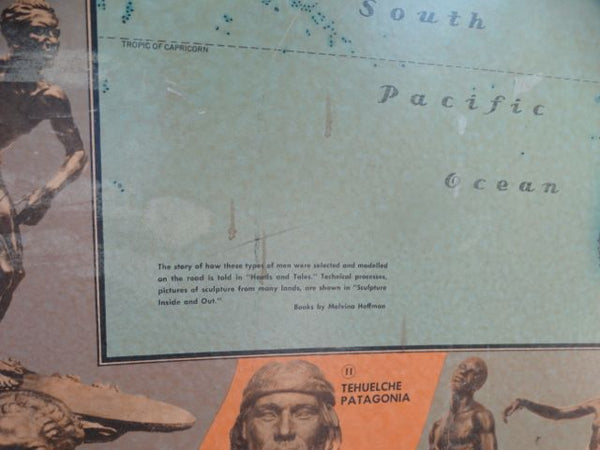 South
TROPIC OF CAPRICORN
Pacific
Ocean
The story of how these types of men were selected and modelled
on the road is told in "Heads and Tales." Technical processes,
pictures of sculpture from many lands, are shown in "Sculpture
Inside and Out."
Books by Malvina Hoffman
11
TEHUELCHE
PATAGONIA